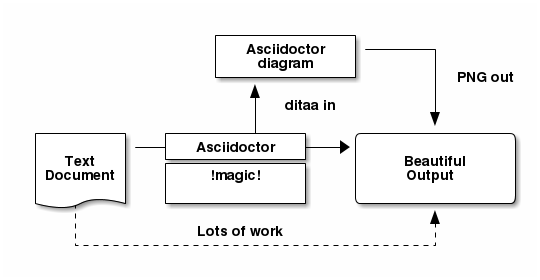 Asciidoctor
diagram
PNG out
ditaa in
Text
Document
Asciidoctor
!magic!
Beautiful
Output
Lots of work